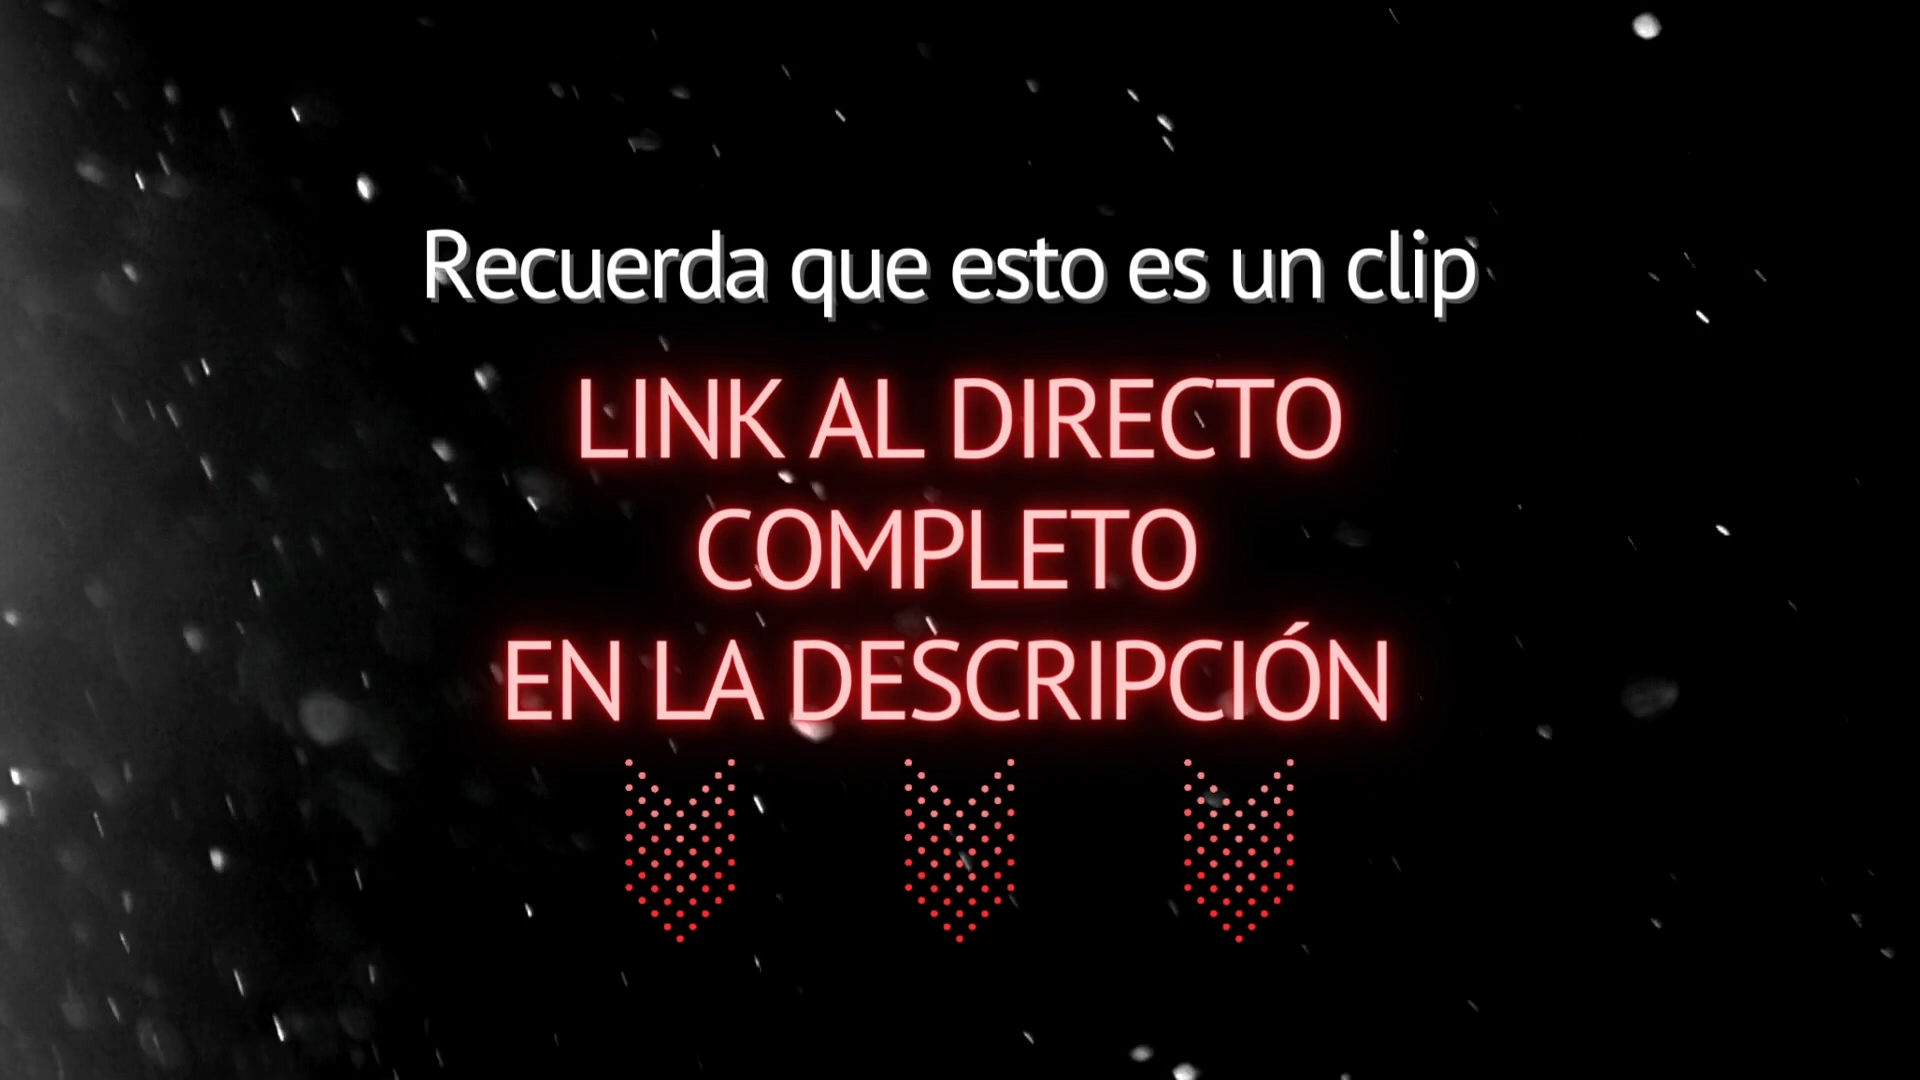 Recuerda que esto es un clip
LINK AL DIRECTO
COMPLETO
EN LA DESCRIPCIÓN